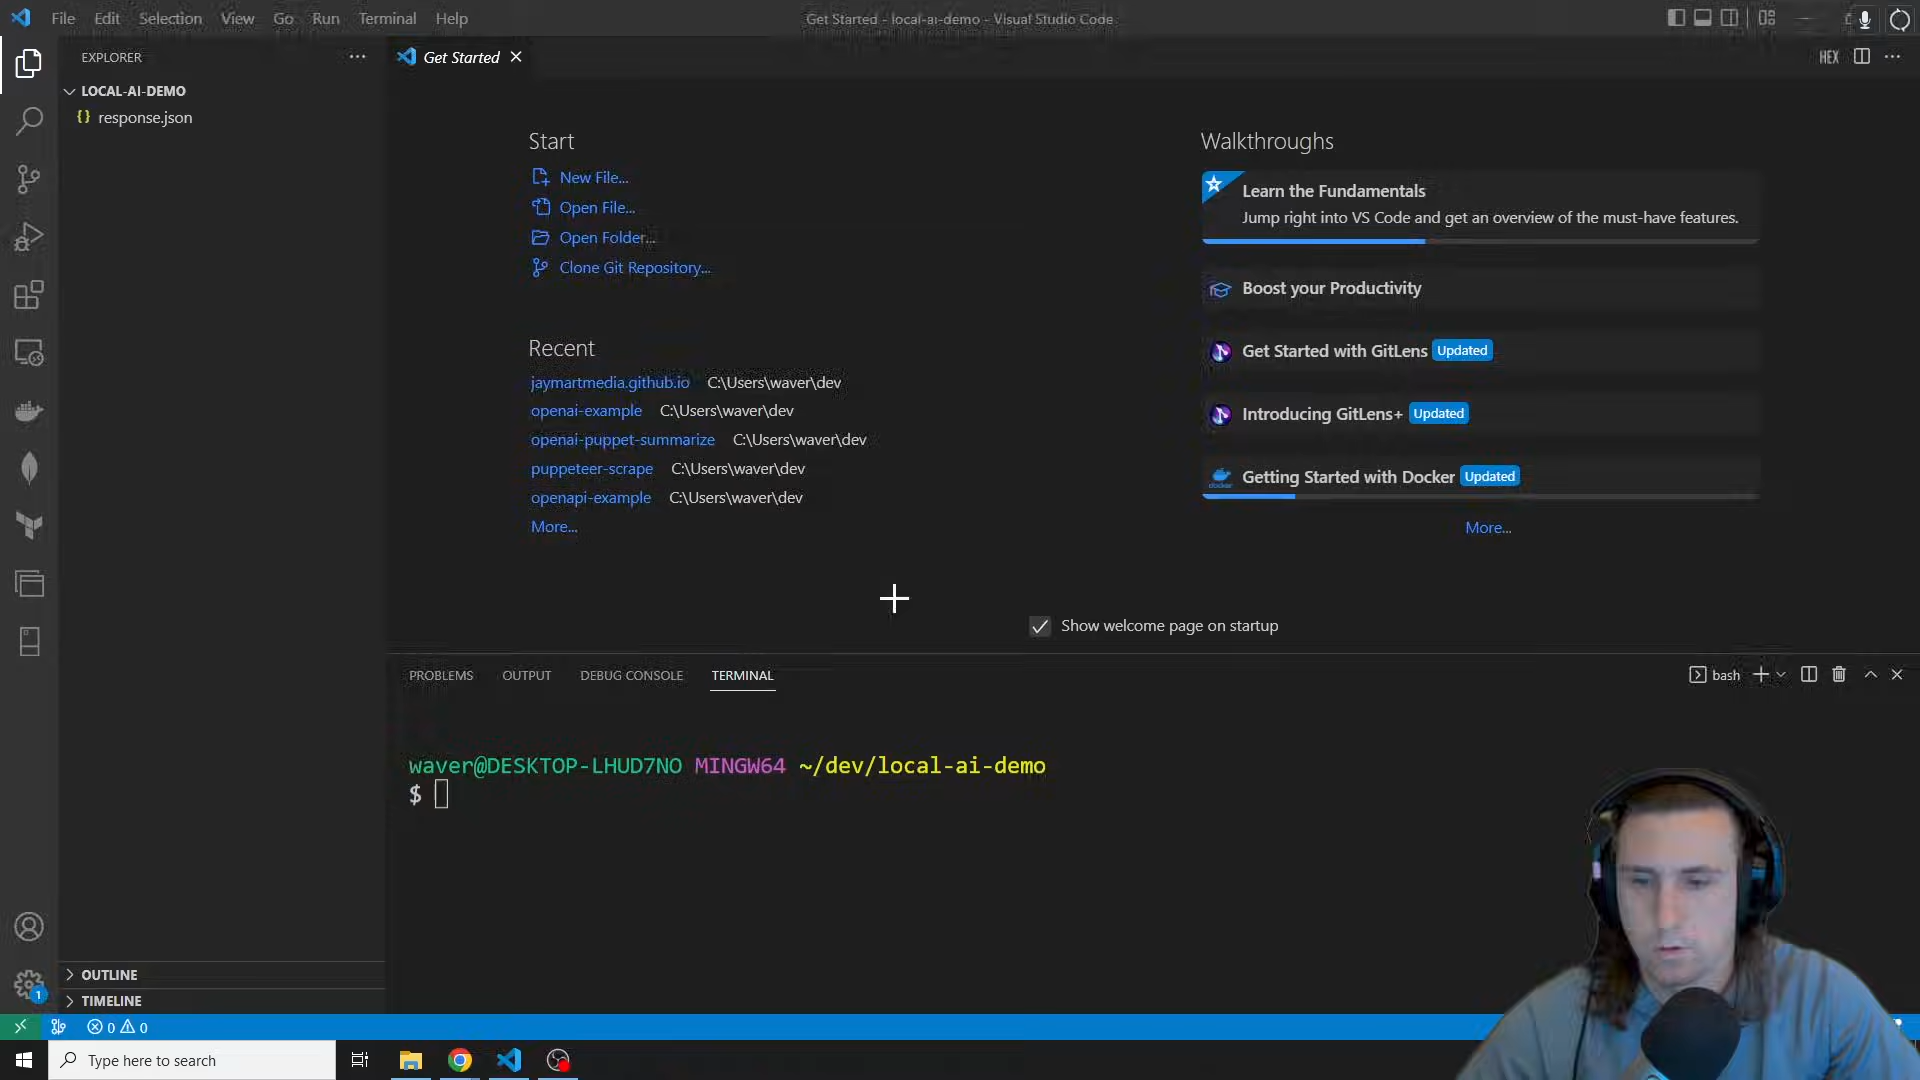 File Edit Selection View Go Run Terminal Help
Get Started - local-ai-demo - Visual Studio Code
EXPLORER
LOCAL-AI-DEMO
{} response.json
Get Started
HEX
Start
New File...
Open File...
Open Folder...
Clone Git Repository...
Recent
jaymartmedia.github.io C:\Users\waver\dev
openai-example C:\Users\waver\dev
openai-puppet-summarize C:\Users\waver\dev
puppeteer-scrape C:\Users\waver\dev
openapi-example C:\Users\waver\dev
More...
Walkthroughs
Learn the Fundamentals
Jump right into VS Code and get an overview of the must-have features.
Boost your Productivity
Get Started with GitLens Updated
Introducing GitLens+ Updated
docker
Getting Started with Docker Updated
More...
Show welcome page on startup
PROBLEMS OUTPUT DEBUG CONSOLE TERMINAL
bash
waver@DESKTOP-LHUD7NO MINGW64 ~/dev/local-ai-demo
$
OUTLINE
TIMELINE
1
0 0
Type here to search